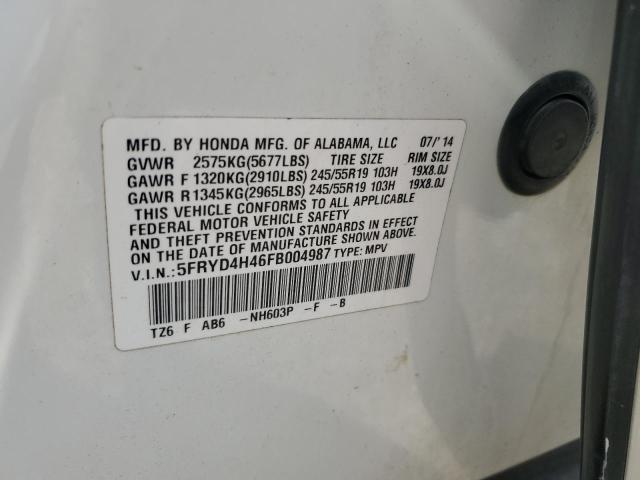 MFD. BY HONDA MFG. OF ALABAMA, LLC 07/'14
GVWR 2575KG(5677LBS) TIRE SIZE RIM SIZE
GAWR F 1320KG(2910LBS) 245/55R19 103H 19X8.0J
GAWR R1345KG(2965LBS) 245/55R19 103H 19X8.0J
THIS VEHICLE CONFORMS TO ALL APPLICABLE
FEDERAL MOTOR VEHICLE SAFETY
AND THEFT PREVENTION STANDARDS IN EFFECT
ON THE DATE OF MANUFACTURE SHOWN ABOVE.
V.I.N.:5FRYD4H46FB004987 TYPE: MPV
TZ6 F AB6 -NH603P -F -B